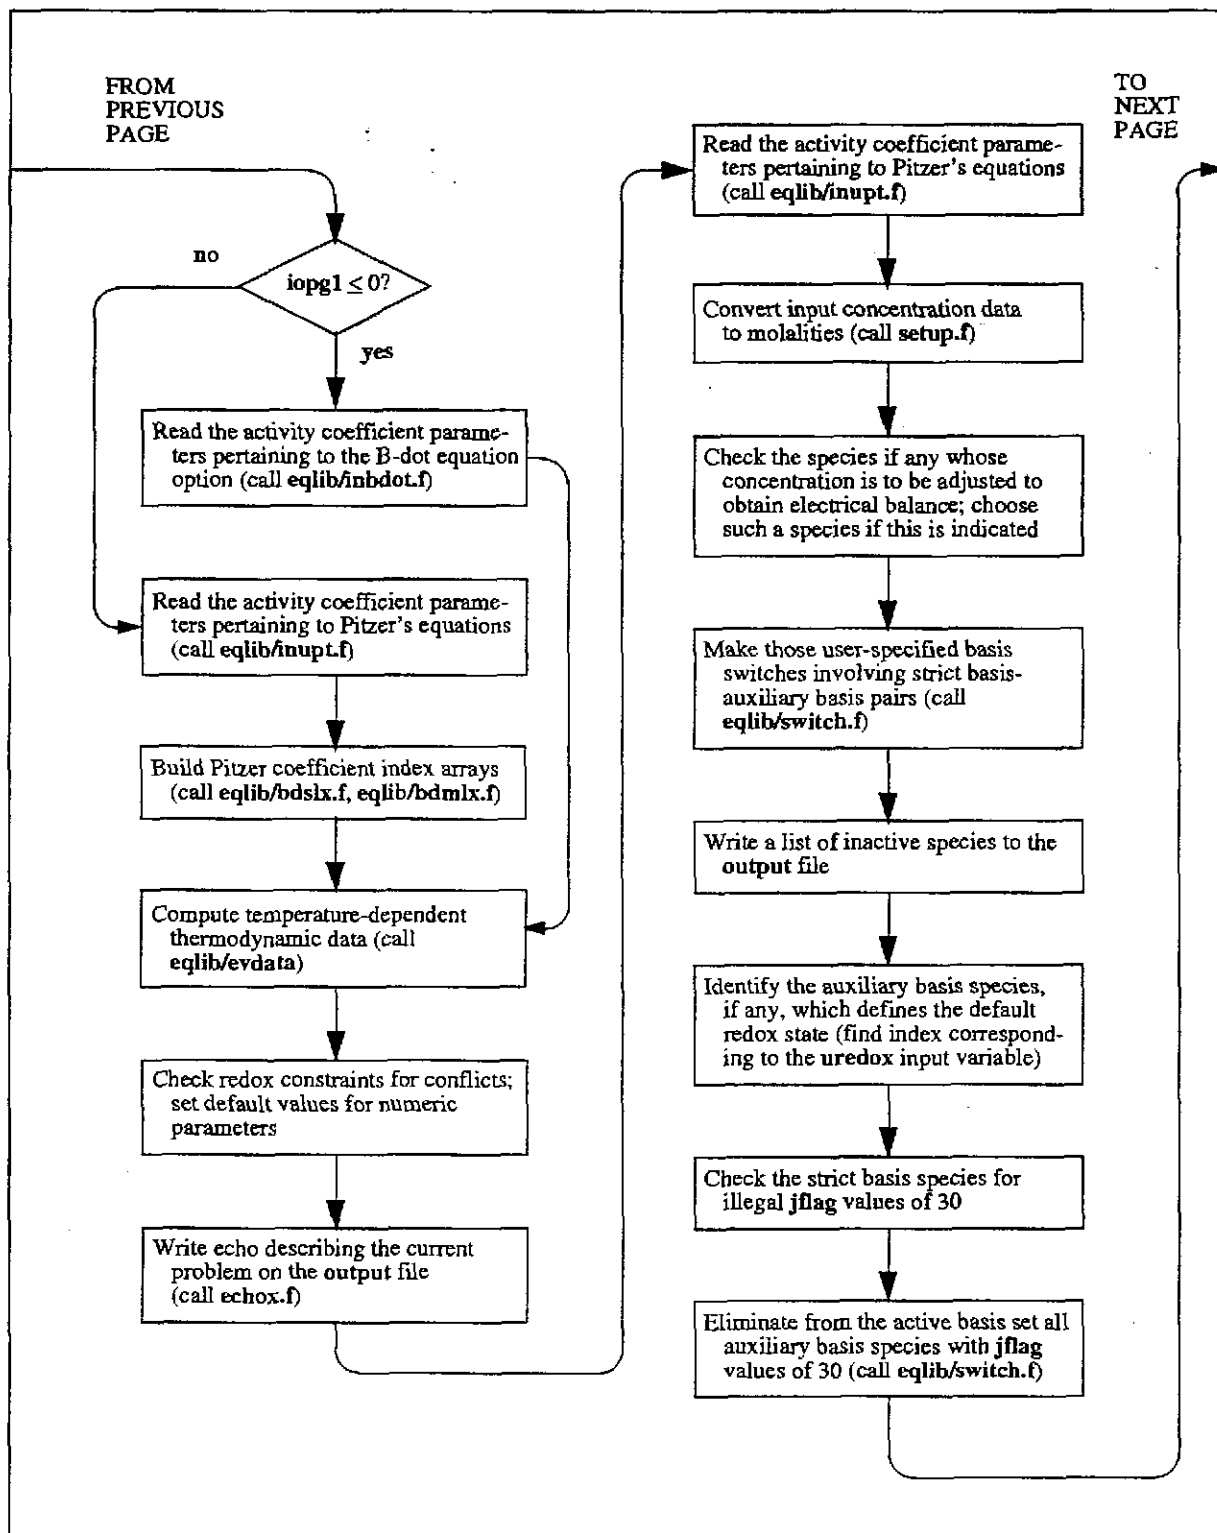 FROM
PREVIOUS
PAGE
no
iopg1 ≤ 0?
yes
Read the activity coefficient parame-
ters pertaining to the B-dot equation
option (call eqlib/inbdot.f)
Read the activity coefficient parame-
ters pertaining to Pitzer's equations
(call eqlib/inupt.f)
Build Pitzer coefficient index arrays
(call eqlib/bdslx.f, eqlib/bdmlx.f)
Compute temperature-dependent
thermodynamic data (call
eqlib/evdata)
Check redox constraints for conflicts;
set default values for numeric
parameters
Write echo describing the current
problem on the output file
(call echox.f)
Read the activity coefficient parame-
ters pertaining to Pitzer's equations
(call eqlib/inupt.f)
Convert input concentration data
to molalities (call setup.f)
Check the species if any whose
concentration is to be adjusted to
obtain electrical balance; choose
such a species if this is indicated
Make those user-specified basis
switches involving strict basis-
auxiliary basis pairs (call
eqlib/switch.f)
Write a list of inactive species to the
output file
Identify the auxiliary basis species,
if any, which defines the default
redox state (find index correspond-
ing to the uredox input variable)
Check the strict basis species for
illegal jflag values of 30
Eliminate from the active basis set all
auxiliary basis species with jflag
values of 30 (call eqlib/switch.f)
TO
NEXT
PAGE